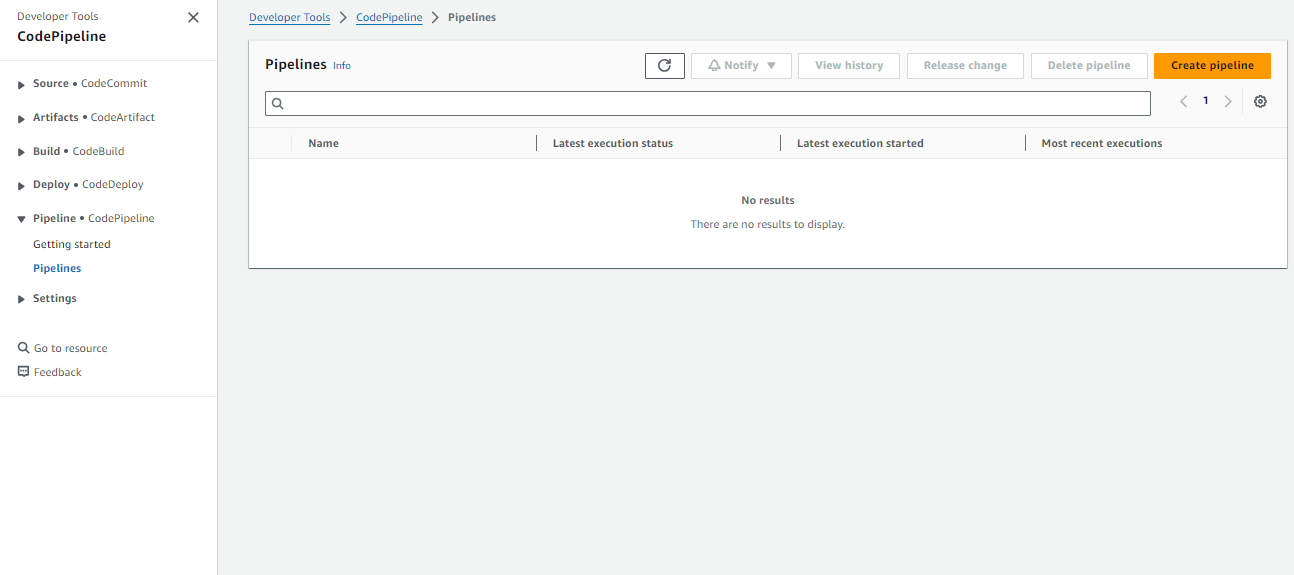 Developer Tools
CodePipeline
Source • CodeCommit
Artifacts • CodeArtifact
Build • CodeBuild
Deploy • CodeDeploy
Pipeline • CodePipeline
Getting started
Pipelines
Settings
Go to resource
Feedback
Developer Tools > CodePipeline > Pipelines
Pipelines Info
Notify
View history
Release change
Delete pipeline
Create pipeline
1
Name
Latest execution status
Latest execution started
Most recent executions
No results
There are no results to display.